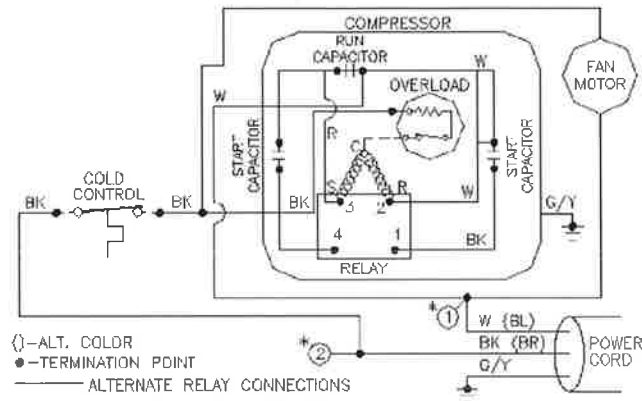 COMPRESSOR
RUN
CAPACITOR
W
OVERLOAD
FAN
MOTOR
W
R
START
CAPACITOR
START
CAPACITOR
C
COLD
CONTROL
BK
BK
BK
S
R
3
2
W
4
1
BK
RELAY
G/Y
*
1
W (BL)
BK (BR)
G/Y
POWER
CORD
*
2
()-ALT. COLOR
●-TERMINATION POINT
ALTERNATE RELAY CONNECTIONS